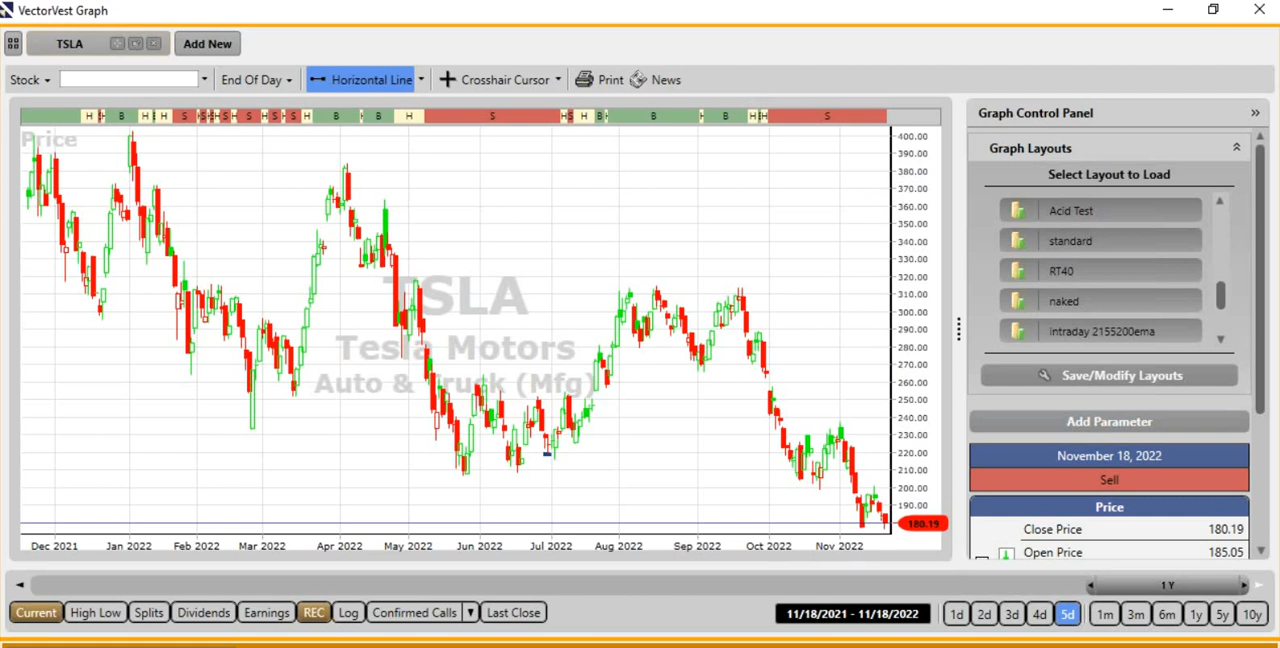 VectorVest Graph
TSLA Add New
Stock End Of Day Horizontal Line Crosshair Cursor Print News
H H B H H H S H S H S H S H S H S H S H B H B H S H S H B H B H B H H S
Price
TSLA
Tesla Motors
Auto & Truck (Mfg)
400.00
390.00
380.00
370.00
360.00
350.00
340.00
330.00
320.00
310.00
300.00
290.00
280.00
270.00
260.00
250.00
240.00
230.00
220.00
210.00
200.00
190.00
180.19
Dec 2021 Jan 2022 Feb 2022 Mar 2022 Apr 2022 May 2022 Jun 2022 Jul 2022 Aug 2022 Sep 2022 Oct 2022 Nov 2022
Graph Control Panel
Graph Layouts
Select Layout to Load
Acid Test
standard
RT40
naked
intraday 2155200ema
Save/Modify Layouts
Add Parameter
November 18, 2022
Sell
Price
Close Price 180.19
Open Price 185.05
1 Y
Current High Low Splits Dividends Earnings REC Log Confirmed Calls Last Close 11/18/2021 - 11/18/2022 1d 2d 3d 4d 5d 1m 3m 6m 1y 5y 10y